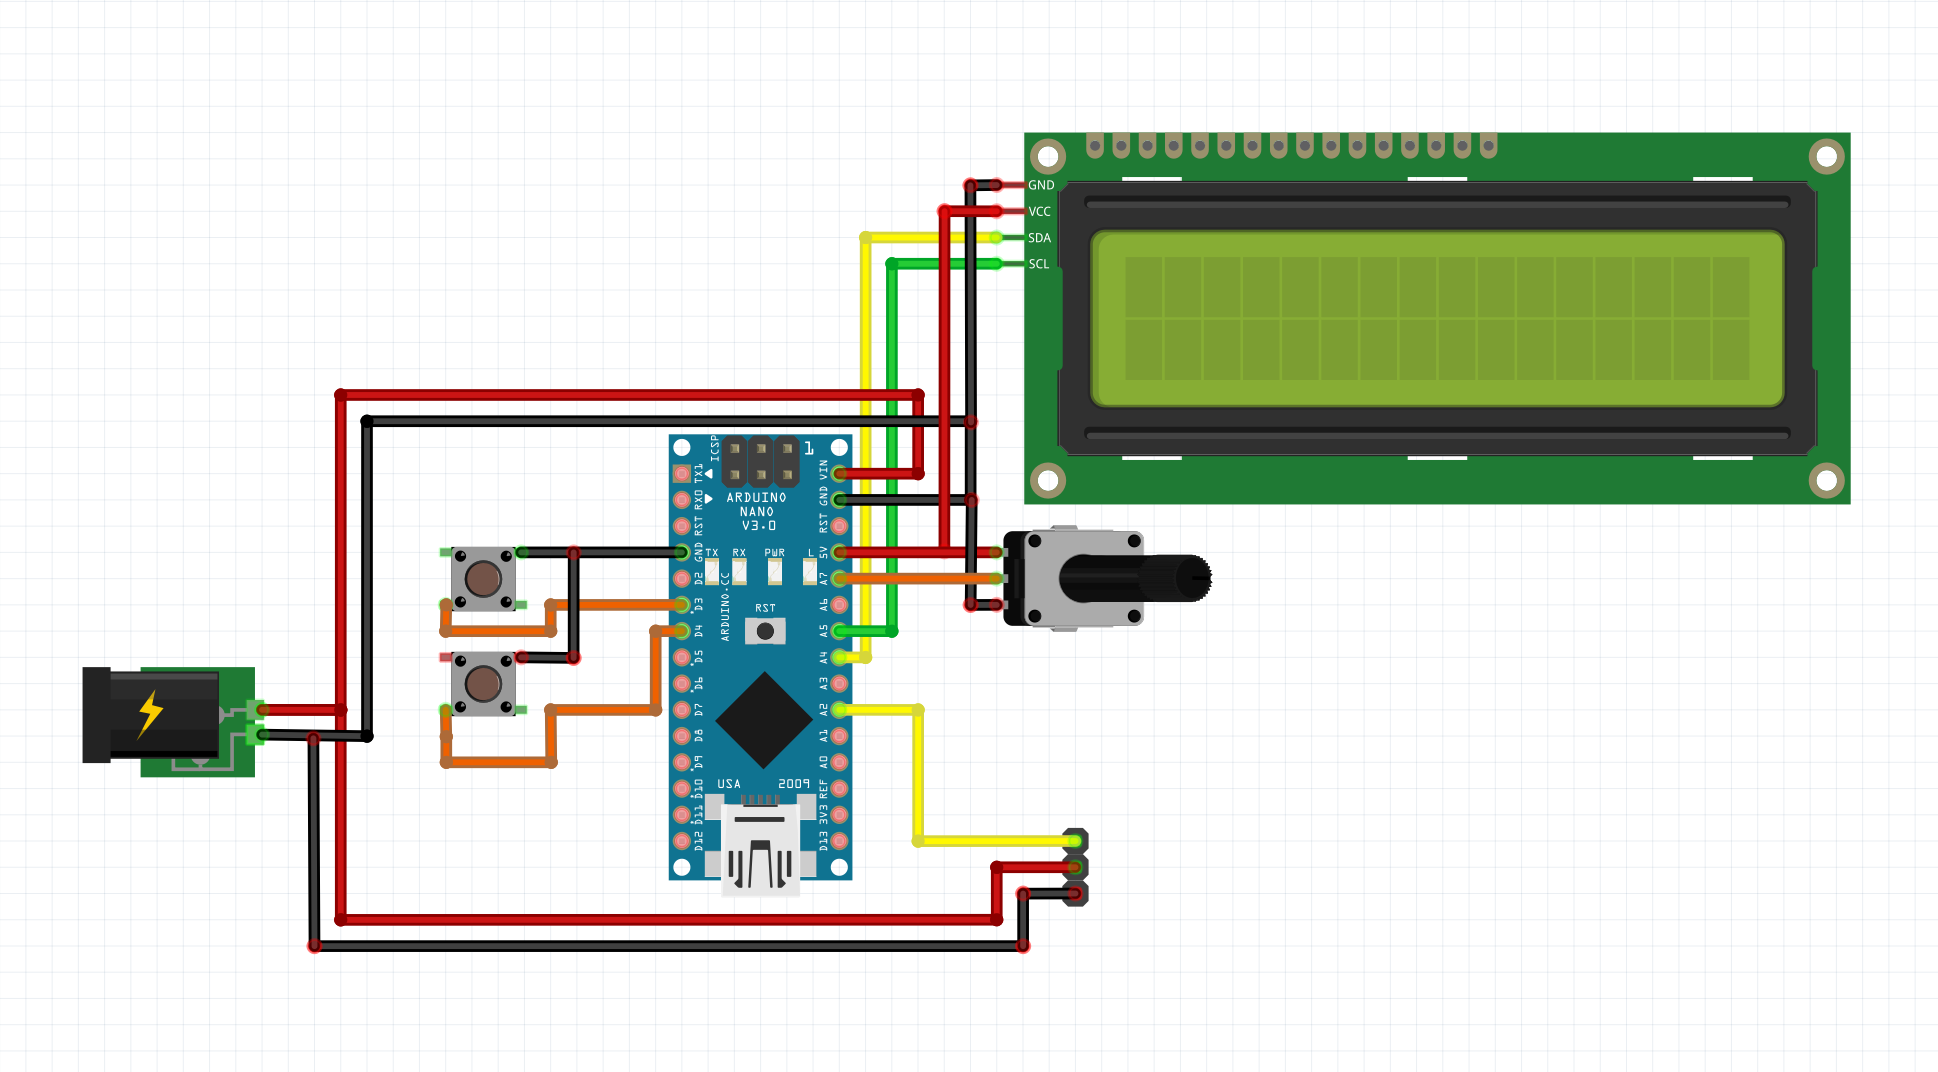 GND
VCC
SDA
SCL
ICSP
1
TX1
RX0
RST
GND
D2
D3
D4
D5
D6
D7
D8
D9
D10
D11
D12
ARDUINO
NANO
V3.0
TX
RX
PWR
L
ARDUINO.CC
RST
USA
2009
VIN
GND
RST
5V
A7
A6
A5
A4
A3
A2
A1
A0
REF
3V3
D13